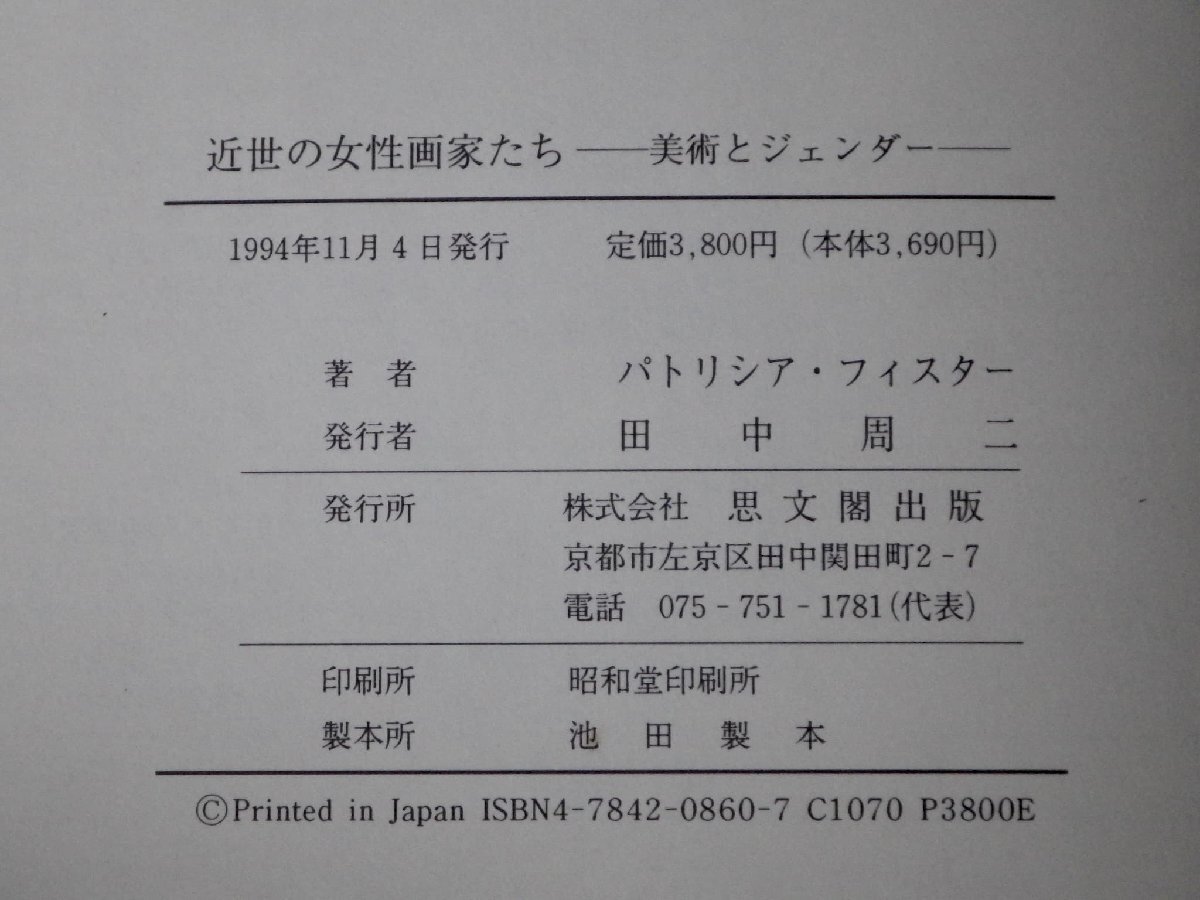 近世の女性画家たち――美術とジェンダー――
1994年11月4日発行　定価3,800円（本体3,690円）
著　者　パトリシア・フィスター
発行者　田　中　周　二
発行所　株式会社　思文閣出版
京都市左京区田中関田町2－7
電話　075－751－1781（代表）
印刷所　昭和堂印刷所
製本所　池　田　製　本
©Printed in Japan ISBN4-7842-0860-7 C1070 P3800E